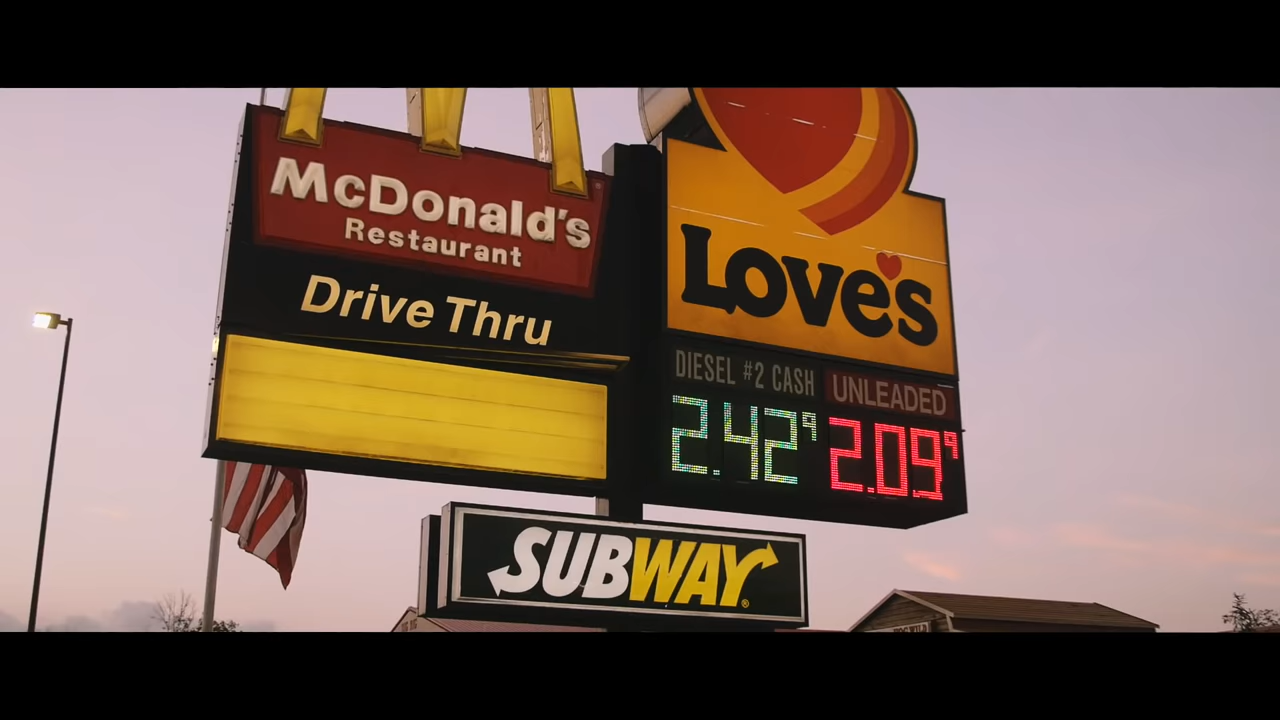 McDonald's
Restaurant
Drive Thru
LOVE'S
DIESEL #2 CASH
UNLEADED
2.42⁹
2.09⁹
SUBWAY®